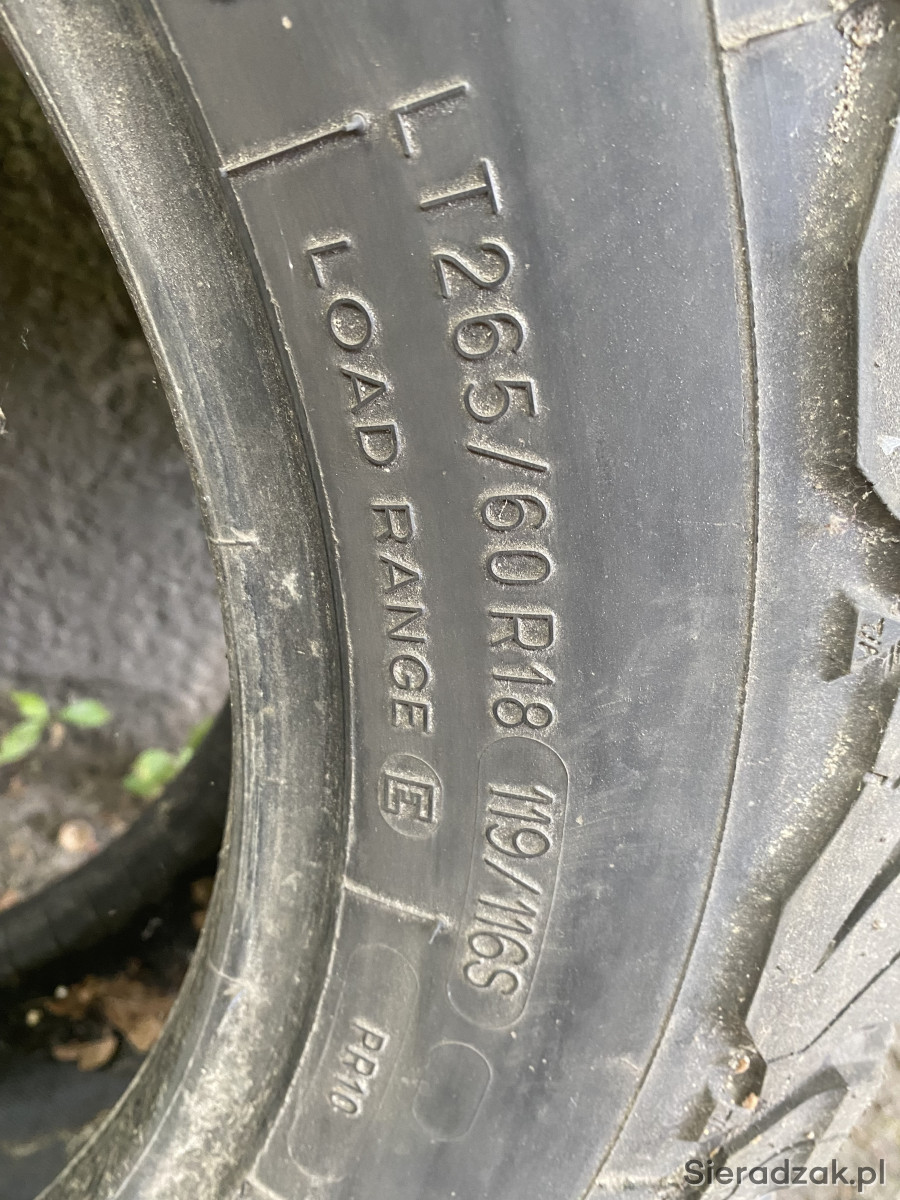 LT265/60R18 119/116S
LOAD RANGE E
PR10
Sieradzak.pl